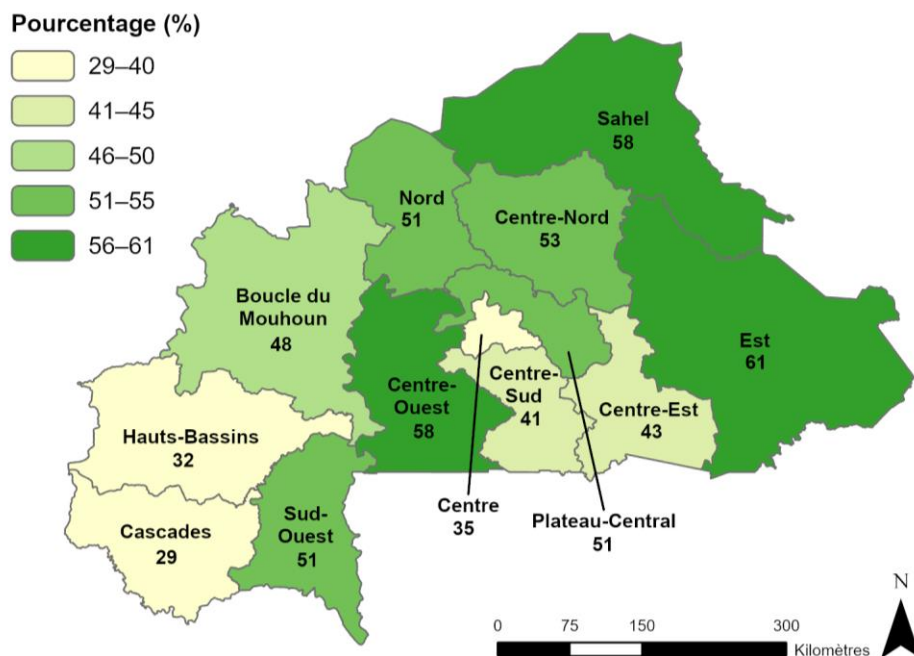 Pourcentage (%)
29–40
41–45
46–50
51–55
56–61
Sahel
58
Nord
51
Centre-Nord
53
Boucle du
Mouhoun
48
Est
61
Centre-
Ouest
58
Centre-
Sud
41
Centre-Est
43
Hauts-Bassins
32
Centre
35
Plateau-Central
51
Cascades
29
Sud-
Ouest
51
N
0 75 150 300
Kilomètres